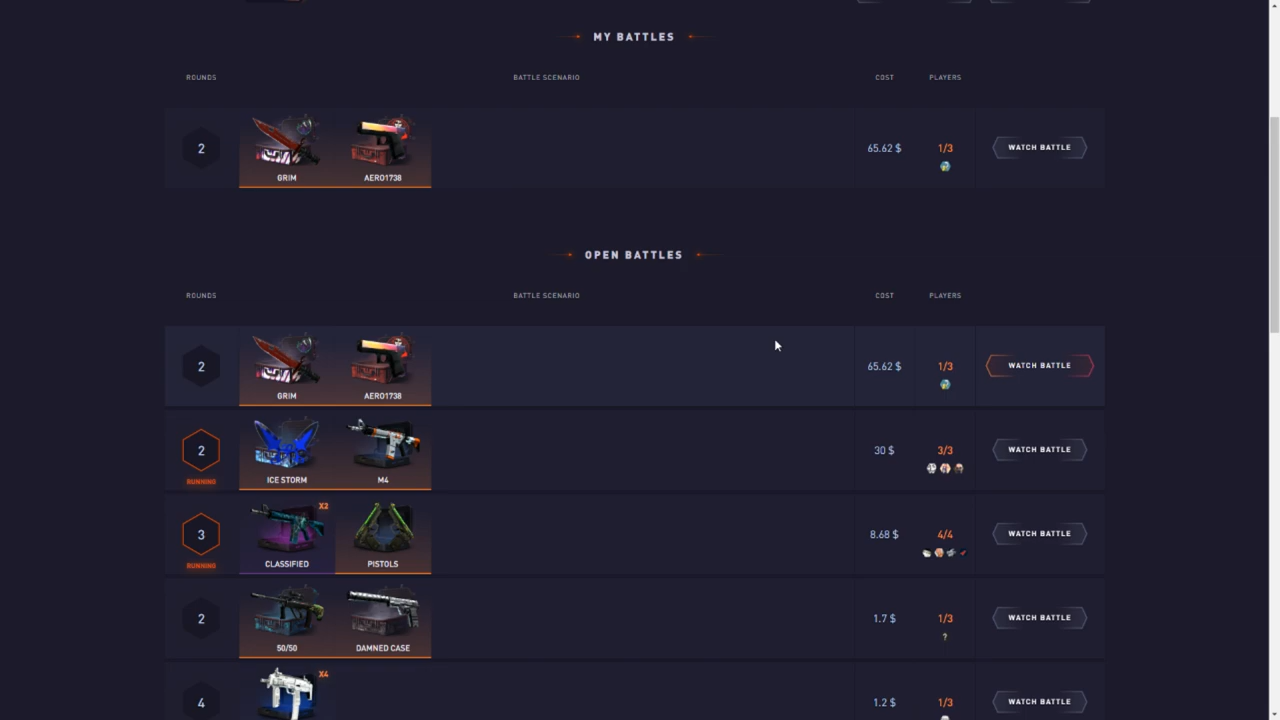 MY BATTLES
ROUNDS BATTLE SCENARIO COST PLAYERS
2 65.62 $ 1/3 WATCH BATTLE
GRIM AERO1738
OPEN BATTLES
ROUNDS BATTLE SCENARIO COST PLAYERS
2 65.62 $ 1/3 WATCH BATTLE
GRIM AERO1738
2 30 $ 3/3 WATCH BATTLE
RUNNING ICE STORM M4
X2
3 8.68 $ 4/4 WATCH BATTLE
RUNNING CLASSIFIED PISTOLS
2 1.7 $ 1/3 WATCH BATTLE
?
50/50 DAMNED CASE
X4
4 1.2 $ 1/3 WATCH BATTLE